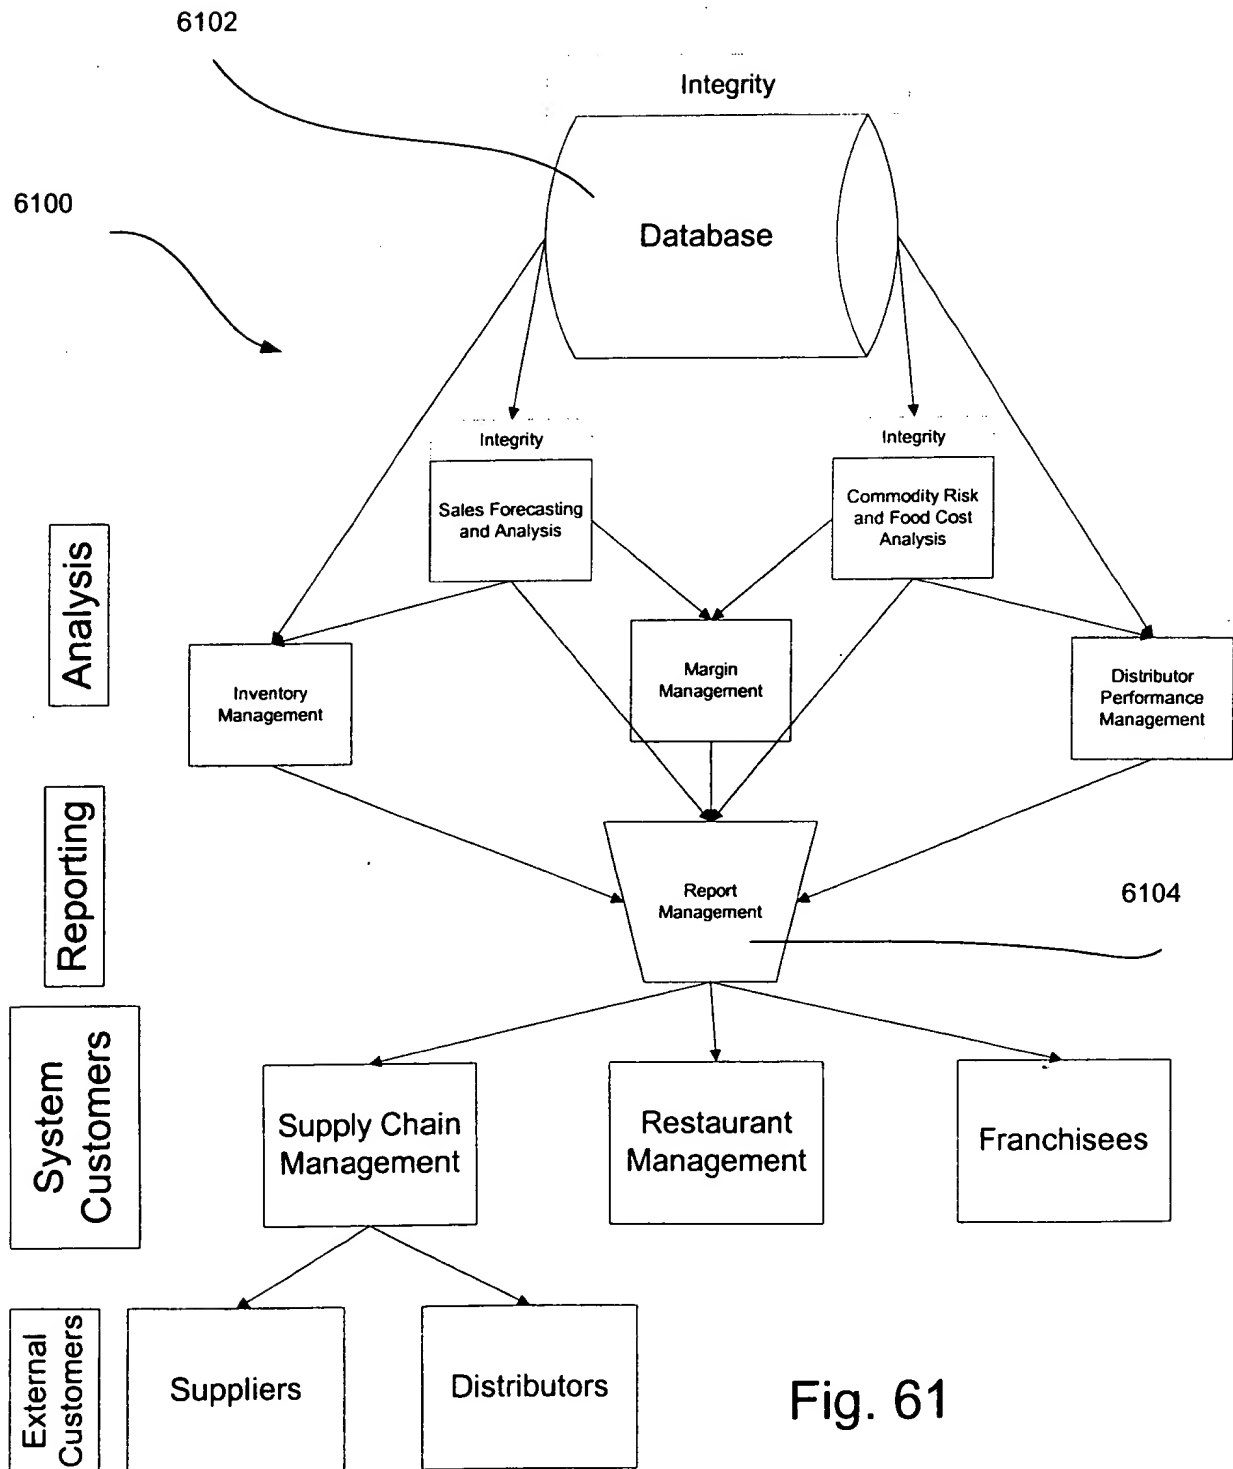 6102
Integrity
6100
Database
Integrity
Integrity
Sales Forecasting
and Analysis
Commodity Risk
and Food Cost
Analysis
Analysis
Inventory
Management
Margin
Management
Distributor
Performance
Management
Reporting
Report
Management
6104
System
Customers
Supply Chain
Management
Restaurant
Management
Franchisees
External
Customers
Suppliers
Distributors
Fig. 61